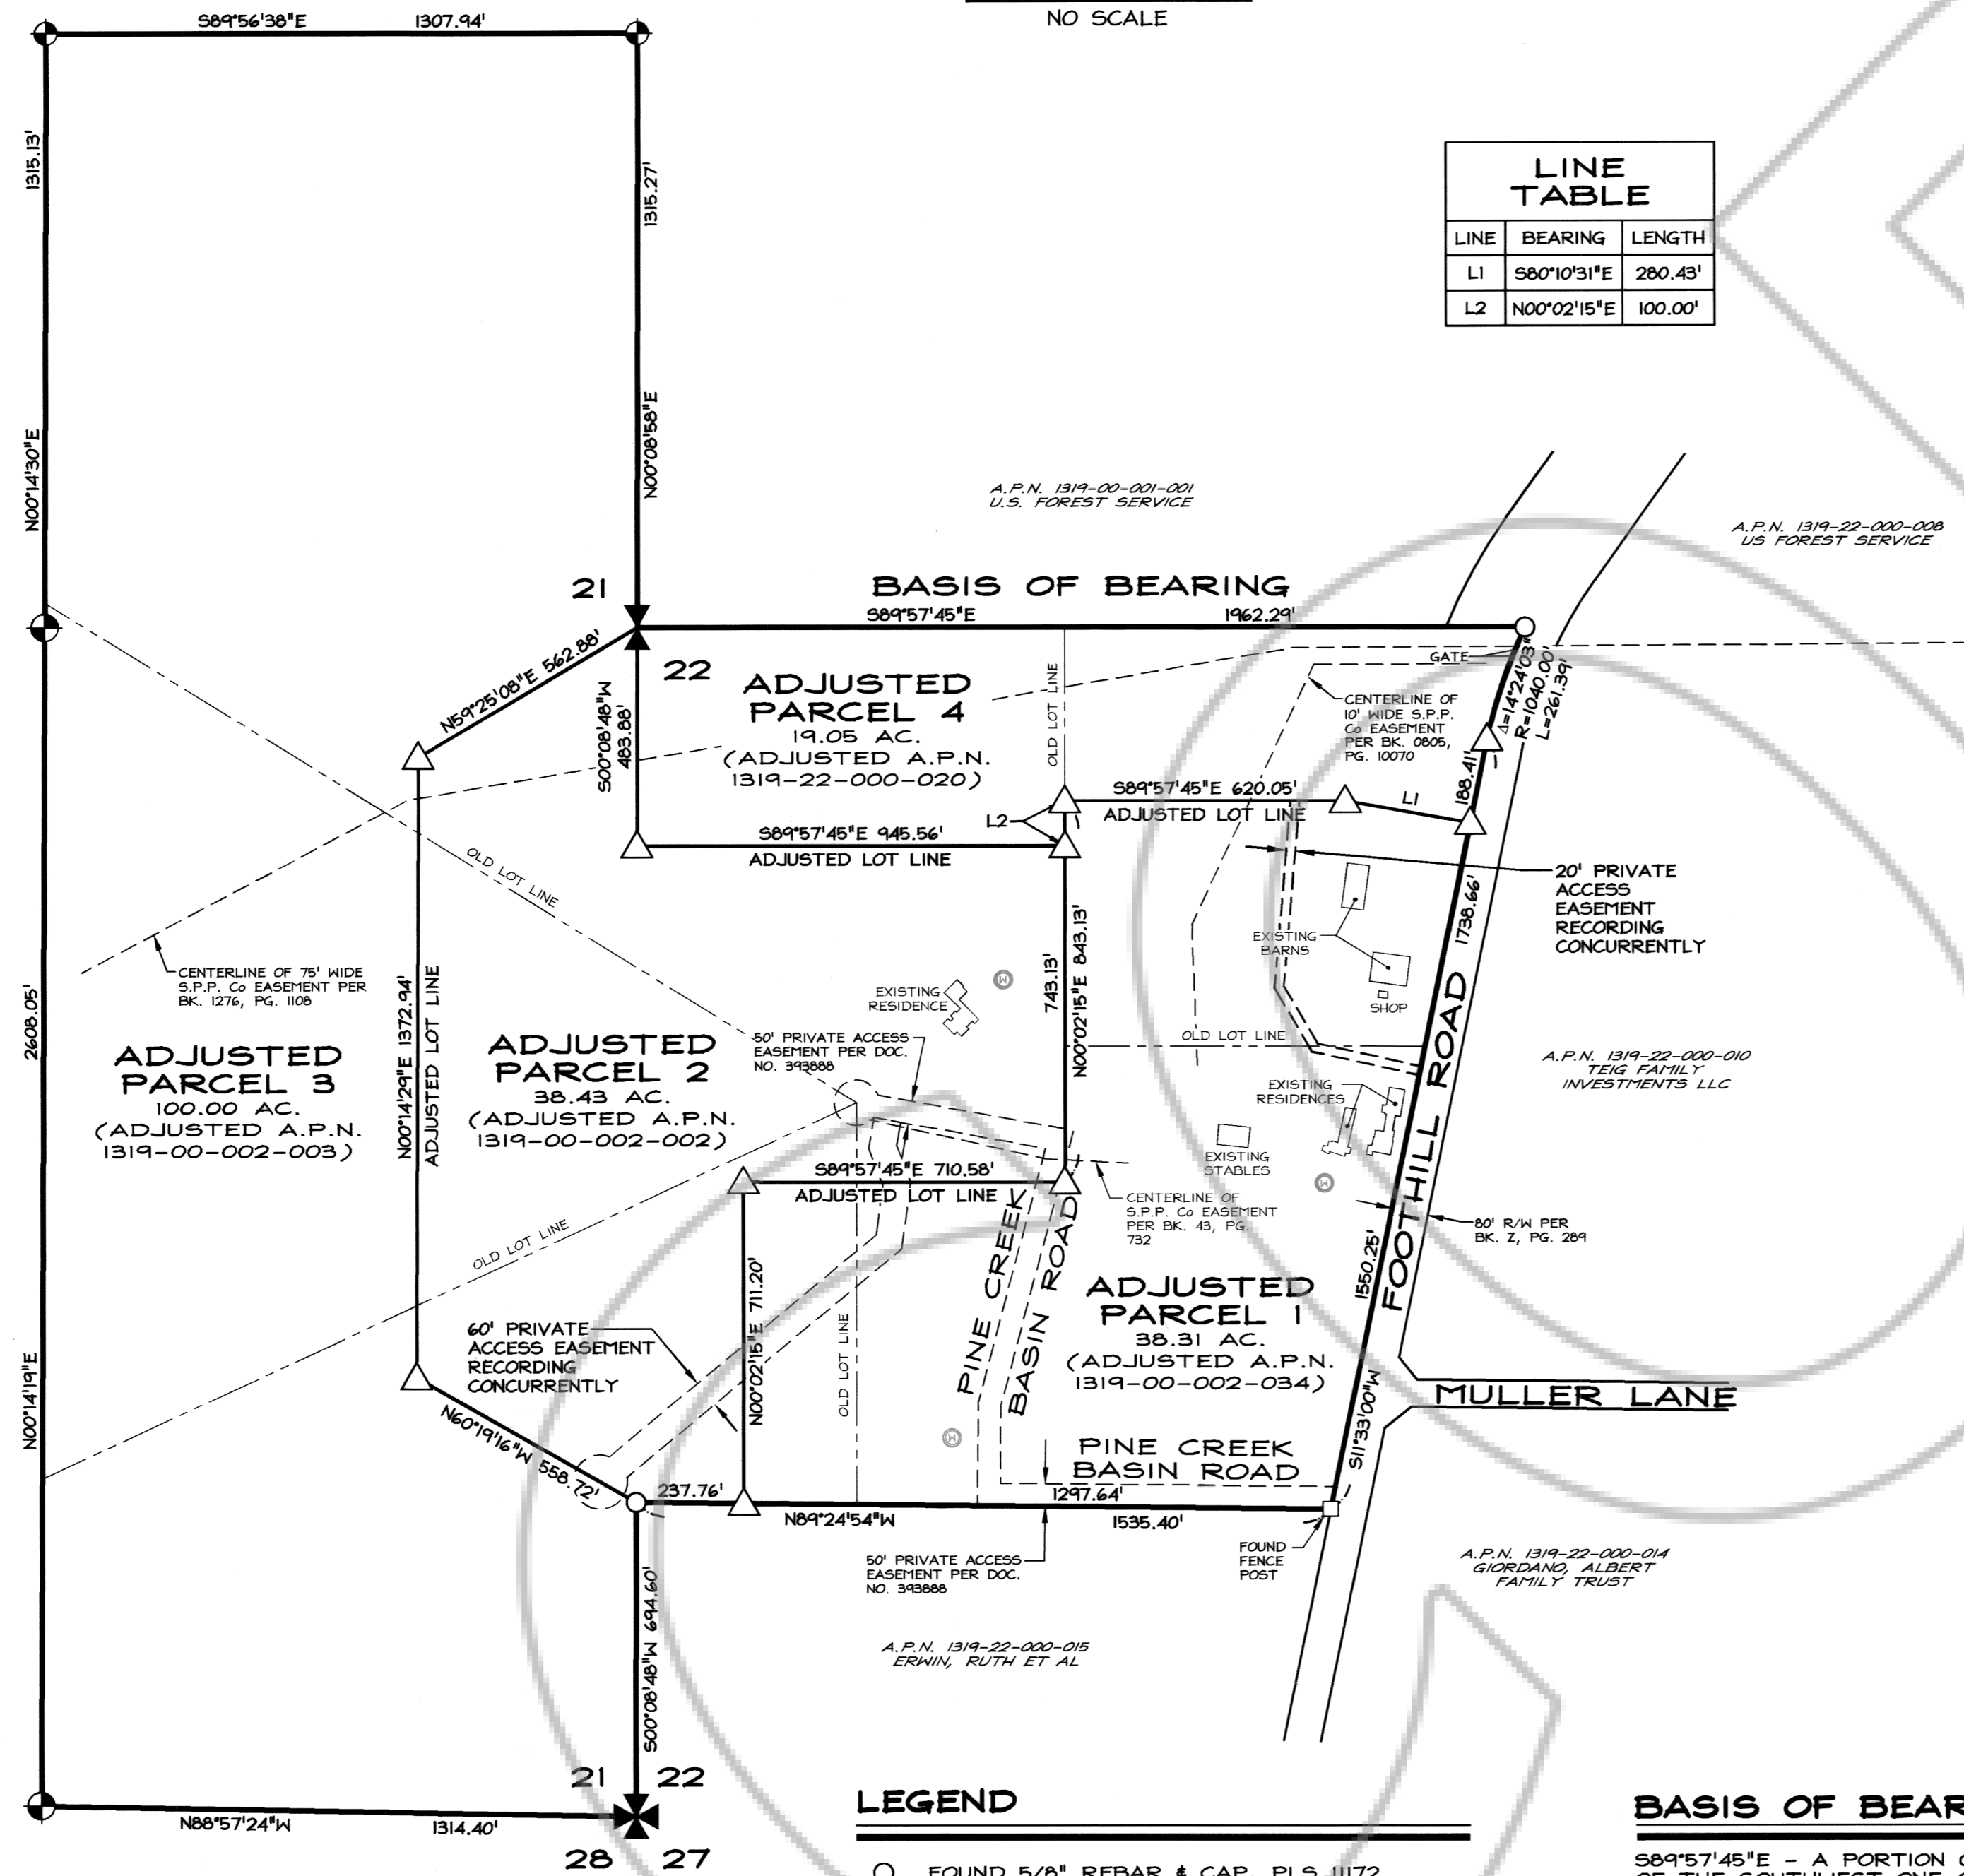 NO SCALE
S89°56'38"E 1307.94'
1315.13'
N00°14'30"E
1315.27'
N00°08'58"E
LINE
TABLE
LINE BEARING LENGTH
L1 S80°10'31"E 280.43'
L2 N00°02'15"E 100.00'
A.P.N. 1319-00-001-001
U.S. FOREST SERVICE
A.P.N. 1319-22-000-008
US FOREST SERVICE
21
22
BASIS OF BEARING
S89°57'45"E 1962.29'
N59°25'08"E 562.88'
S00°08'48"W
483.88'
ADJUSTED
PARCEL 4
19.05 AC.
(ADJUSTED A.P.N.
1319-22-000-020)
OLD LOT LINE
GATE
CENTERLINE OF
10' WIDE S.P.P.
Co EASEMENT
PER BK. 0805,
PG. 10070
Δ=14°24'03"
R=1040.00'
L=261.39'
188.41'
S89°57'45"E 620.05'
ADJUSTED LOT LINE
L1
L2
S89°57'45"E 945.56'
ADJUSTED LOT LINE
OLD LOT LINE
20' PRIVATE
ACCESS
EASEMENT
RECORDING
CONCURRENTLY
1738.66'
EXISTING
BARNS
SHOP
CENTERLINE OF 75' WIDE
S.P.P. Co EASEMENT PER
BK. 1276, PG. 1108
2608.05'
N00°14'19"E
N00°14'29"E 1372.94'
ADJUSTED LOT LINE
EXISTING
RESIDENCE
743.13'
N00°02'15"E 843.13'
OLD LOT LINE
ADJUSTED
PARCEL 3
100.00 AC.
(ADJUSTED A.P.N.
1319-00-002-003)
ADJUSTED
PARCEL 2
38.43 AC.
(ADJUSTED A.P.N.
1319-00-002-002)
50' PRIVATE ACCESS
EASEMENT PER DOC.
NO. 393888
A.P.N. 1319-22-000-010
TEIG FAMILY
INVESTMENTS LLC
EXISTING
RESIDENCES
EXISTING
STABLES
W
W
W
FOOTHILL ROAD
S89°57'45"E 710.58'
ADJUSTED LOT LINE
CENTERLINE OF
S.P.P. Co EASEMENT
PER BK. 43, PG.
732
80' R/W PER
BK. Z, PG. 289
OLD LOT LINE
N00°02'15"E 711.20'
OLD LOT LINE
PINE CREEK
BASIN ROAD
ADJUSTED
PARCEL 1
38.31 AC.
(ADJUSTED A.P.N.
1319-00-002-034)
1550.25'
S11°33'00"W
60' PRIVATE
ACCESS EASEMENT
RECORDING
CONCURRENTLY
MULLER LANE
N60°19'16"W 558.72'
PINE CREEK
BASIN ROAD
237.76'
1297.64'
N89°24'54"W 1535.40'
50' PRIVATE ACCESS
EASEMENT PER DOC.
NO. 393888
FOUND
FENCE
POST
A.P.N. 1319-22-000-014
GIORDANO, ALBERT
FAMILY TRUST
S00°08'48"W 694.60'
A.P.N. 1319-22-000-015
ERWIN, RUTH ET AL
21 22
N88°57'24"W 1314.40'
28 27
LEGEND
FOUND 5/8" REBAR & CAP, PLS 11172
BASIS OF BEAR
S89°57'45"E - A PORTION